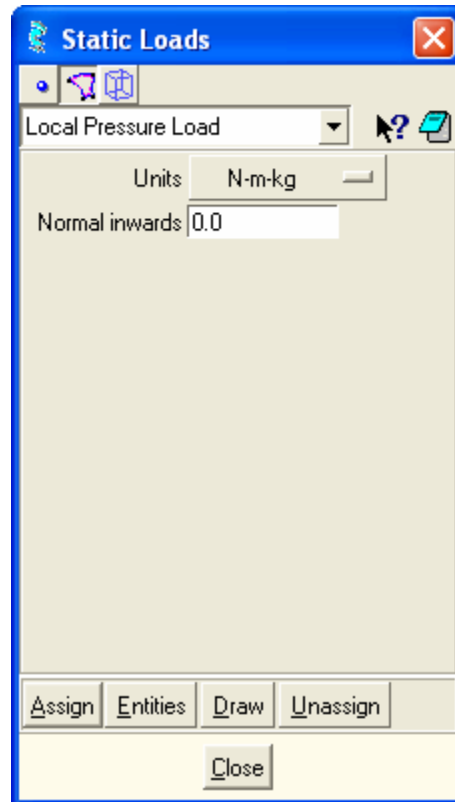 Static Loads
Local Pressure Load
Units N-m-kg
Normal inwards 0.0
Assign Entities Draw Unassign
Close